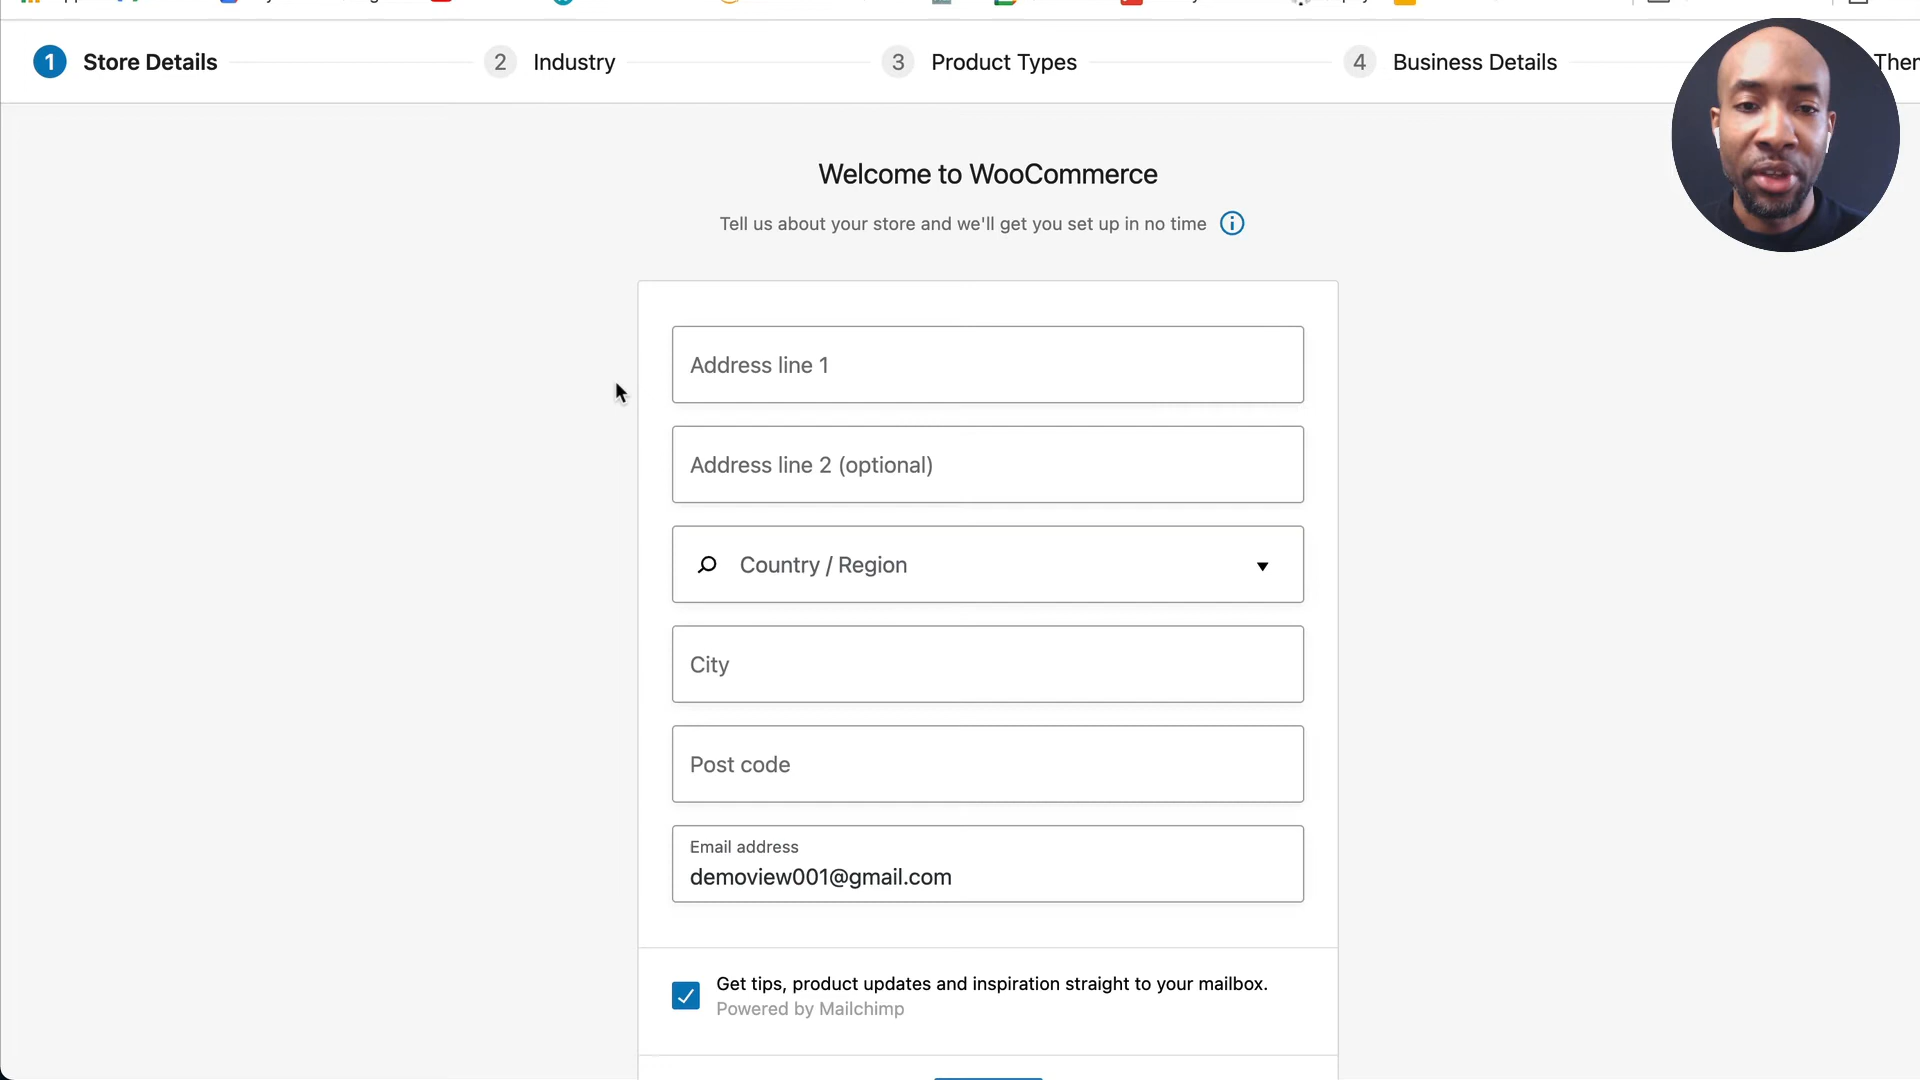 1 Store Details
2 Industry
3 Product Types
4 Business Details
Welcome to WooCommerce
Tell us about your store and we'll get you set up in no time
Address line 1
Address line 2 (optional)
Country / Region
City
Post code
Email address
demoview001@gmail.com
Get tips, product updates and inspiration straight to your mailbox.
Powered by Mailchimp